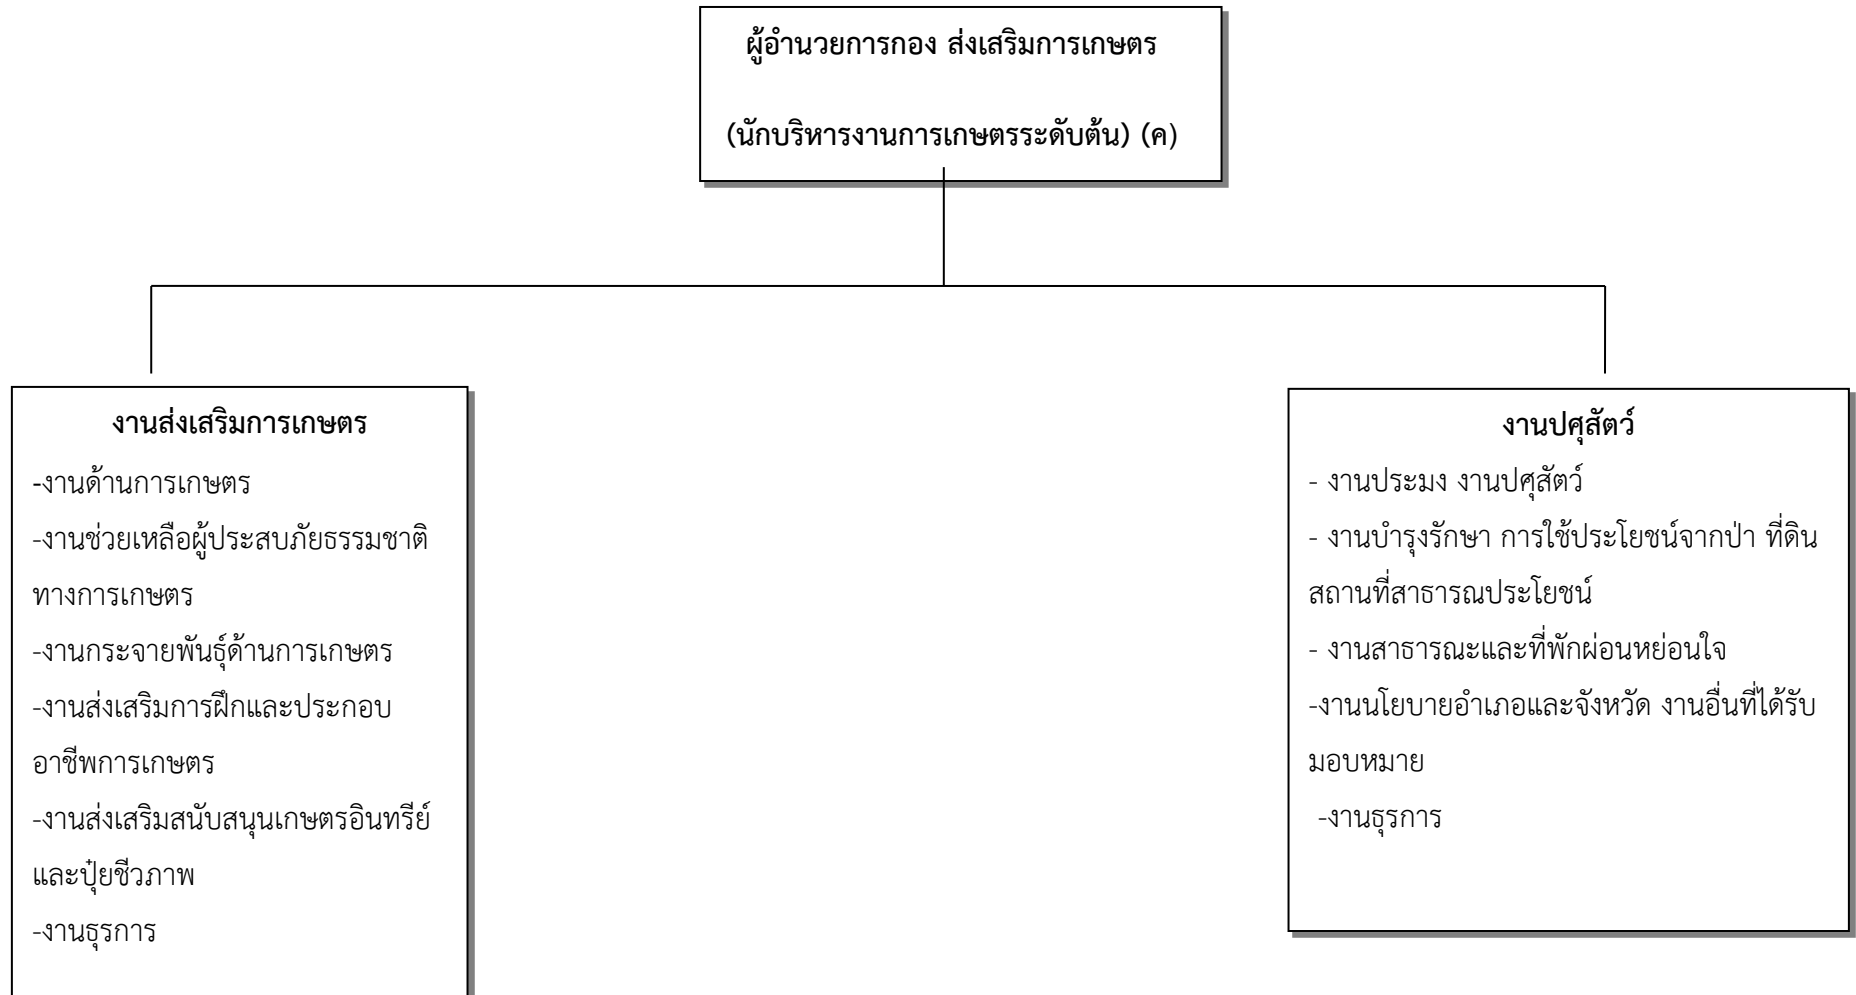 ผู้อำนวยการกอง ส่งเสริมการเกษตร
(นักบริหารงานการเกษตรระดับต้น) (ค)
งานส่งเสริมการเกษตร
-งานด้านการเกษตร
-งานช่วยเหลือผู้ประสบภัยธรรมชาติ
ทางการเกษตร
-งานกระจายพันธุ์ด้านการเกษตร
-งานส่งเสริมการฝึกและประกอบ
อาชีพการเกษตร
-งานส่งเสริมสนับสนุนเกษตรอินทรีย์
และปุ๋ยชีวภาพ
-งานธุรการ
งานปศุสัตว์
- งานประมง งานปศุสัตว์
- งานบำรุงรักษา การใช้ประโยชน์จากป่า ที่ดิน
สถานที่สาธารณประโยชน์
- งานสาธารณะและที่พักผ่อนหย่อนใจ
-งานนโยบายอำเภอและจังหวัด งานอื่นที่ได้รับ
มอบหมาย
-งานธุรการ